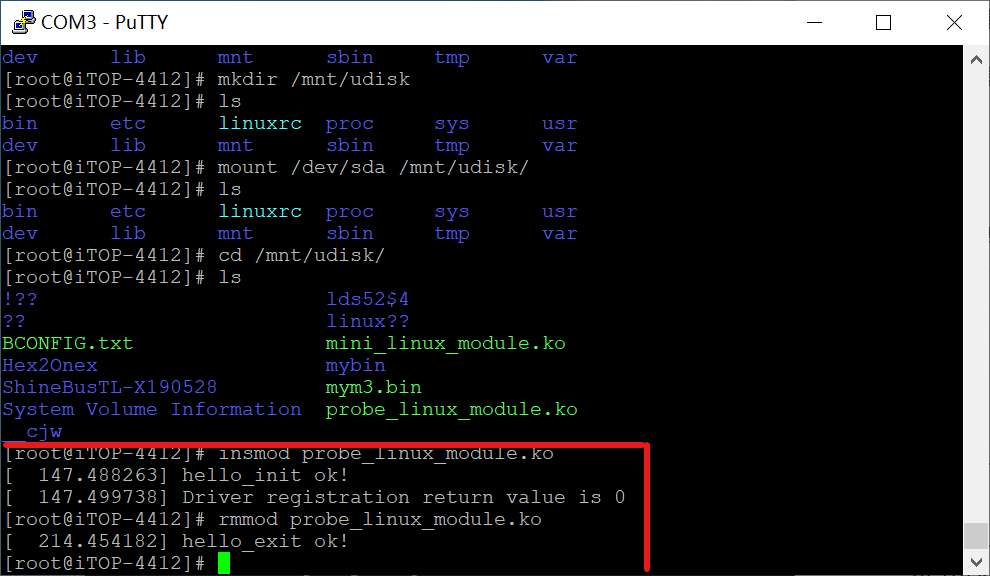 COM3 - PuTTY
dev lib mnt sbin tmp var
[root@iTOP-4412]# mkdir /mnt/udisk
[root@iTOP-4412]# ls
bin etc linuxrc proc sys usr
dev lib mnt sbin tmp var
[root@iTOP-4412]# mount /dev/sda /mnt/udisk/
[root@iTOP-4412]# ls
bin etc linuxrc proc sys usr
dev lib mnt sbin tmp var
[root@iTOP-4412]# cd /mnt/udisk/
[root@iTOP-4412]# ls
!?? lds52$4
?? linux??
BCONFIG.txt mini_linux_module.ko
Hex2Onex mybin
ShineBusTL-X190528 mym3.bin
System Volume Information probe_linux_module.ko
__cjw
[root@iTOP-4412]# insmod probe_linux_module.ko
[ 147.488263] hello_init ok!
[ 147.499738] Driver registration return value is 0
[root@iTOP-4412]# rmmod probe_linux_module.ko
[ 214.454182] hello_exit ok!
[root@iTOP-4412]#